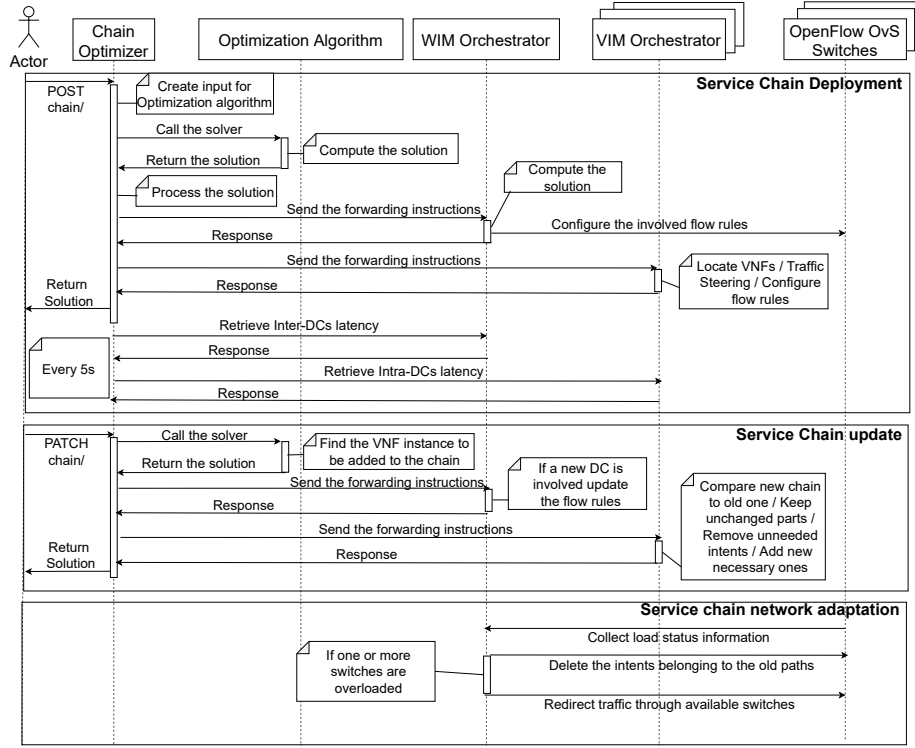 Actor
Chain
Optimizer
Optimization Algorithm
WIM Orchestrator
VIM Orchestrator
OpenFlow OvS
Switches
Service Chain Deployment
POST
chain/
Create input for
Optimization algorithm
Call the solver
Compute the solution
Return the solution
Process the solution
Compute the
solution
Send the forwarding instructions
Configure the involved flow rules
Response
Send the forwarding instructions
Locate VNFs / Traffic
Steering / Configure
flow rules
Response
Return
Solution
Retrieve Inter-DCs latency
Response
Every 5s
Retrieve Intra-DCs latency
Response
Service Chain update
PATCH
chain/
Call the solver
Find the VNF instance to
be added to the chain
Return the solution
Send the forwarding instructions
If a new DC is
involved update
the flow rules
Response
Send the forwarding instructions
Compare new chain
to old one / Keep
unchanged parts /
Remove unneeded
intents / Add new
necessary ones
Response
Return
Solution
Service chain network adaptation
Collect load status information
If one or more
switches are
overloaded
Delete the intents belonging to the old paths
Redirect traffic through available switches